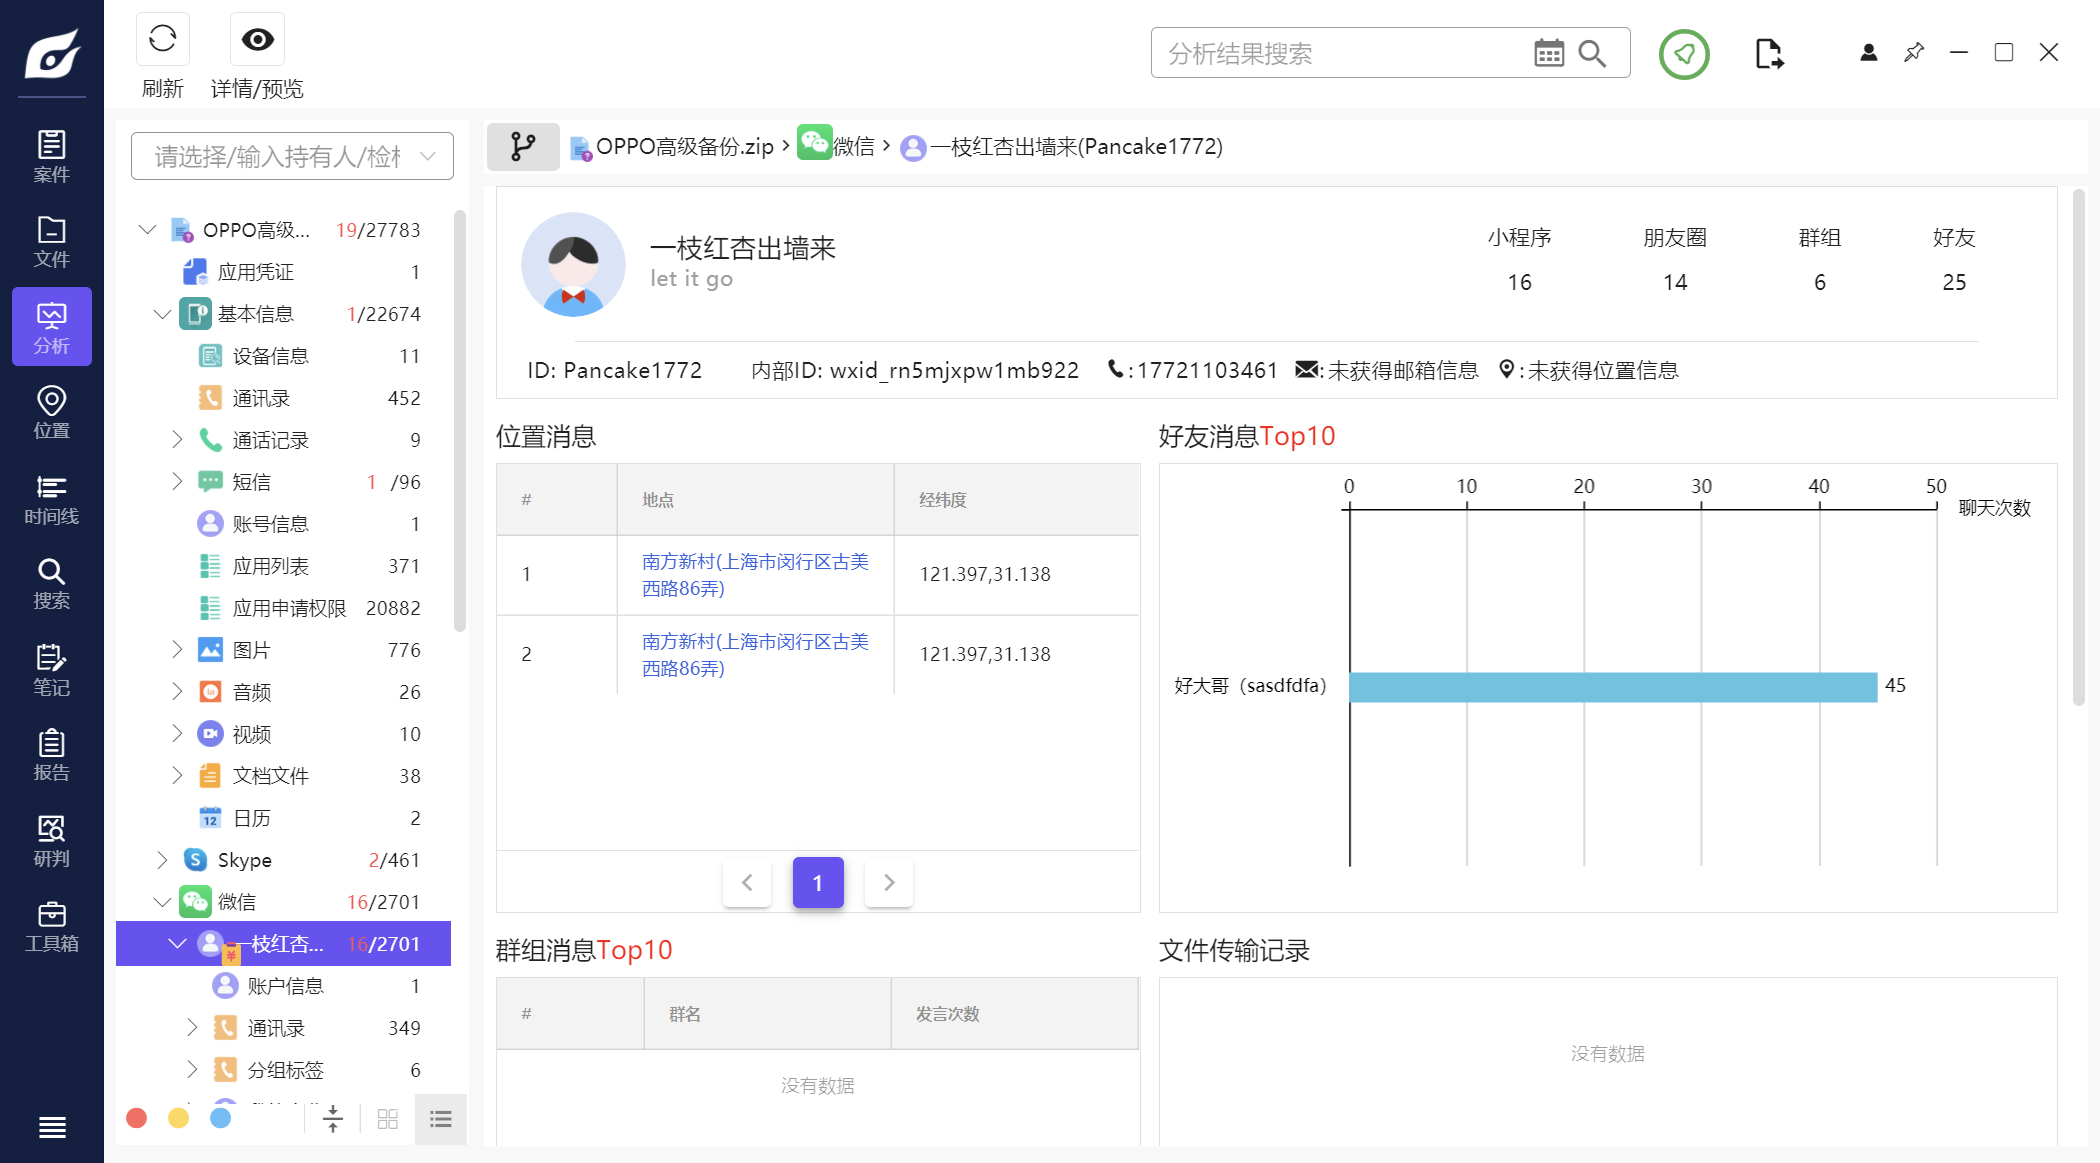 刷新
详情/预览
分析结果搜索
案件
文件
分析
位置
时间线
搜索
笔记
报告
研判
工具箱
请选择/输入持有人/检材
OPPO高级... 19/27783
应用凭证 1
基本信息 1/22674
设备信息 11
通讯录 452
通话记录 9
短信 1 /96
账号信息 1
应用列表 371
应用申请权限 20882
图片 776
音频 26
视频 10
文档文件 38
日历 2
Skype 2/461
微信 16/2701
一枝红杏... 16/2701
账户信息 1
通讯录 349
分组标签 6
OPPO高级备份.zip › 微信 › 一枝红杏出墙来(Pancake1772)
一枝红杏出墙来
let it go
小程序 朋友圈 群组 好友
16 14 6 25
ID: Pancake1772 内部ID: wxid_rn5mjxpw1mb922 :17721103461 :未获得邮箱信息 :未获得位置信息
位置消息
# 地点 经纬度
1 南方新村(上海市闵行区古美西路86弄) 121.397,31.138
2 南方新村(上海市闵行区古美西路86弄) 121.397,31.138
1
好友消息Top10
0 10 20 30 40 50
聊天次数
好大哥（sasdfdfa） 45
群组消息Top10
# 群名 发言次数
没有数据
文件传输记录
没有数据